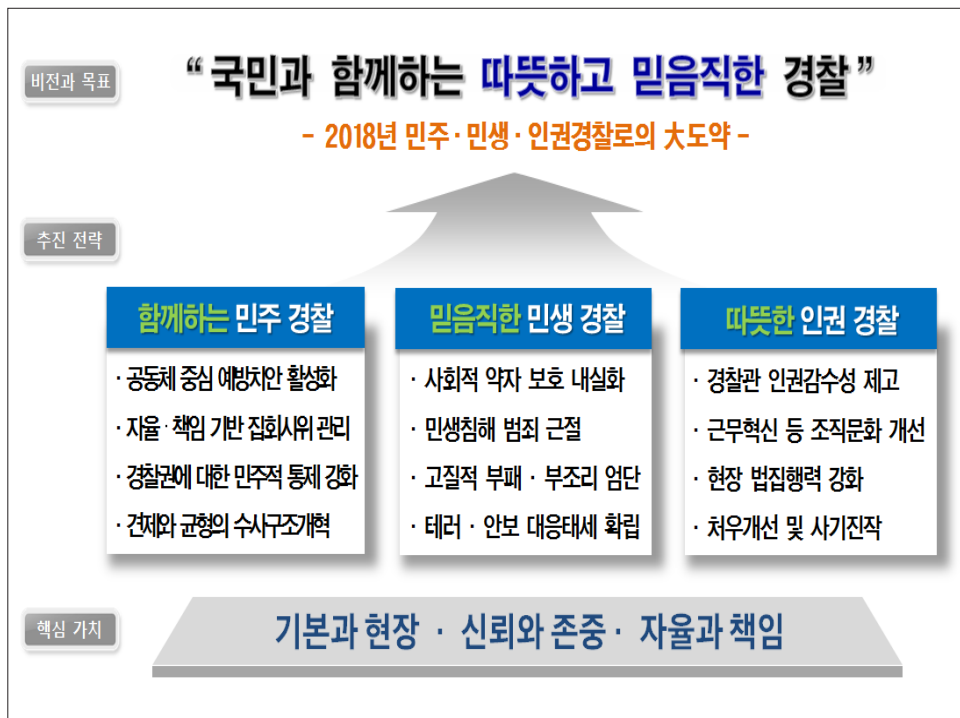 비전과 목표
“국민과 함께하는 따뜻하고 믿음직한 경찰”
- 2018년 민주·민생·인권경찰로의 大도약 -
추진 전략
함께하는 민주 경찰
· 공동체 중심 예방치안 활성화
· 자율·책임 기반 집회시위 관리
· 경찰권에 대한 민주적 통제 강화
· 견제와 균형의 수사구조개혁
믿음직한 민생 경찰
· 사회적 약자 보호 내실화
· 민생침해 범죄 근절
· 고질적 부패 · 부조리 엄단
· 테러 · 안보 대응태세 확립
따뜻한 인권 경찰
· 경찰관 인권감수성 제고
· 근무혁신 등 조직문화 개선
· 현장 법집행력 강화
· 처우개선 및 사기진작
핵심 가치
기본과 현장 · 신뢰와 존중 · 자율과 책임